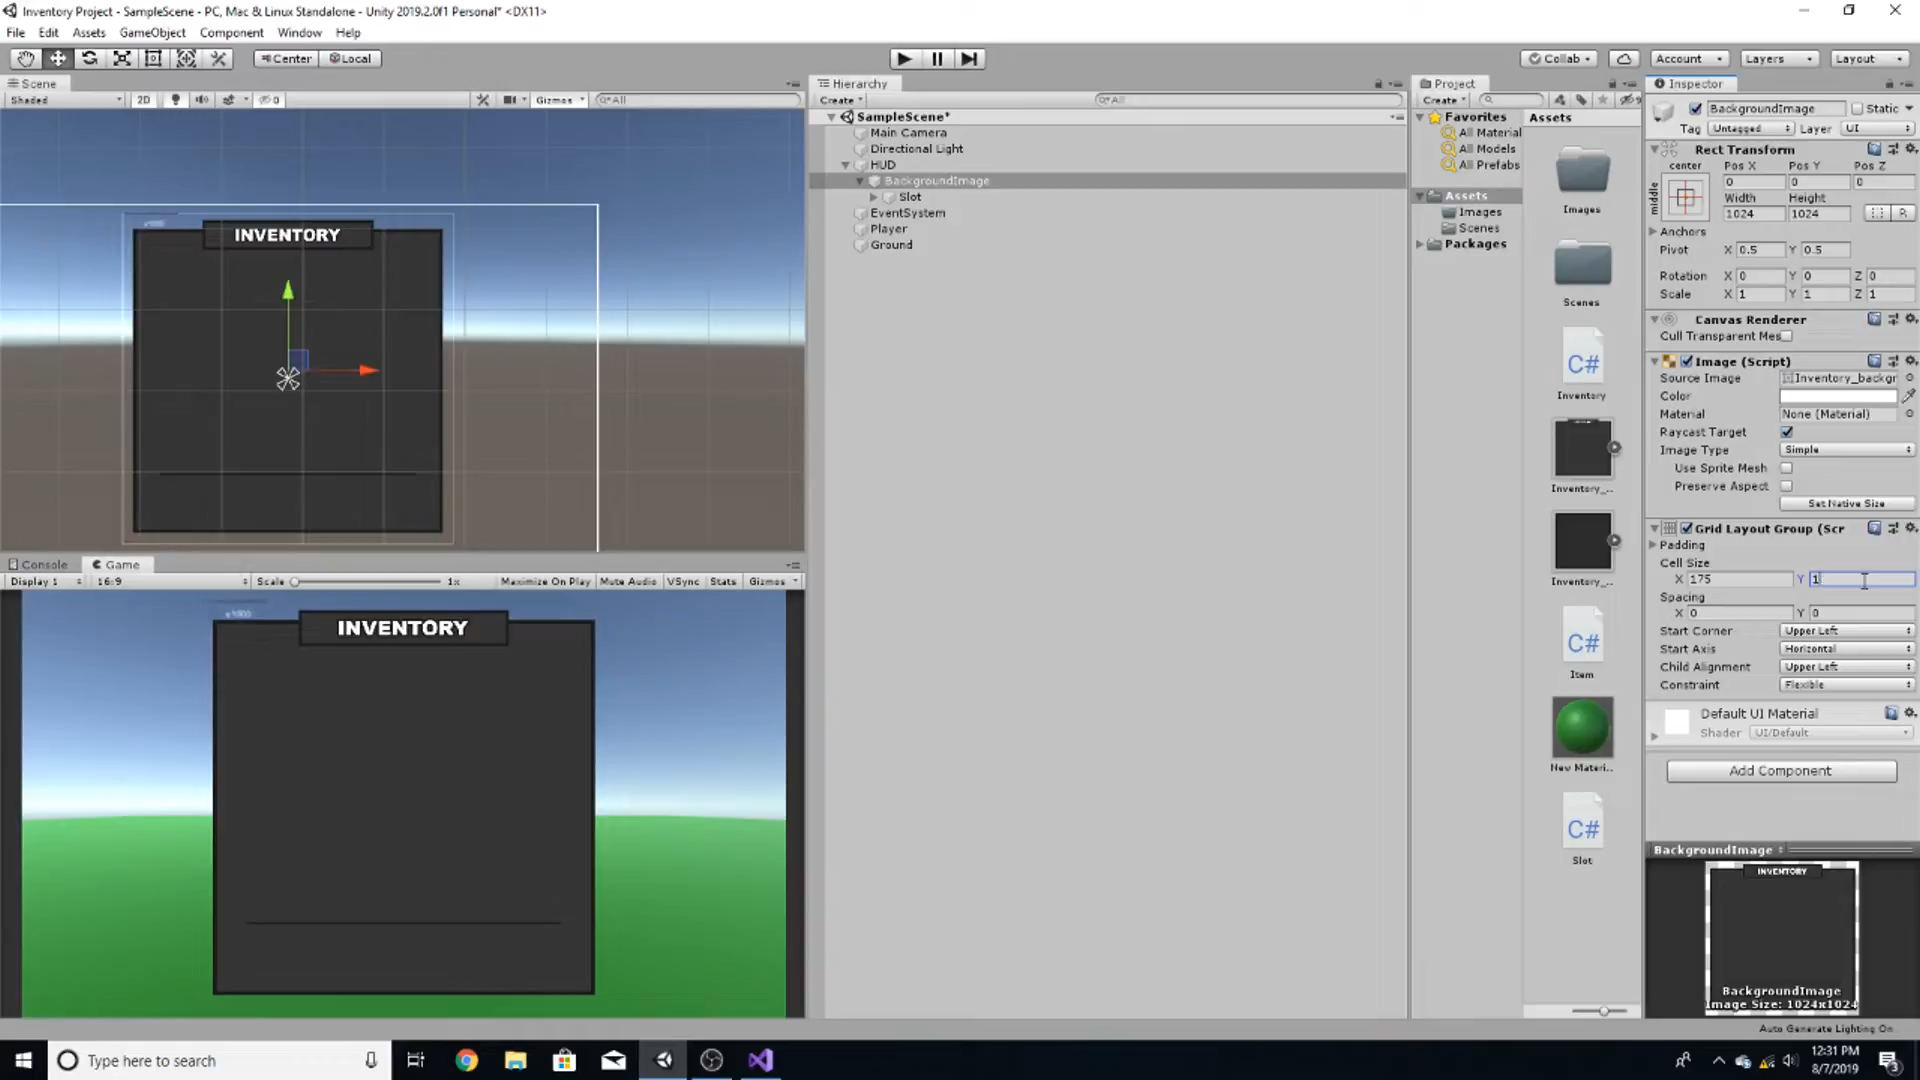 Inventory Project - SampleScene - PC, Mac & Linux Standalone - Unity 2019.2.0f1 Personal* <DX11>
File Edit Assets GameObject Component Window Help
Center Local
Collab Account Layers Layout
Scene
Shaded 2D 0 Gizmos All
INVENTORY
Console Game
Display 1 16:9 Scale 1x Maximize On Play Mute Audio VSync Stats Gizmos
INVENTORY
Hierarchy
Create All
SampleScene*
Main Camera
Directional Light
HUD
BackgroundImage
Slot
EventSystem
Player
Ground
Project
Create
Favorites
All Material
All Models
All Prefabs
Assets
Images
Scenes
Packages
Assets
Images
Scenes
C#
Inventory
Inventory_...
Inventory_...
C#
Item
New Materi...
C#
Slot
Inspector
BackgroundImage Static
Tag Untagged Layer UI
Rect Transform
center
middle
Pos X Pos Y Pos Z
0 0 0
Width Height
1024 1024 R
Anchors
Pivot X 0.5 Y 0.5
Rotation X 0 Y 0 Z 0
Scale X 1 Y 1 Z 1
Canvas Renderer
Cull Transparent Mes
Image (Script)
Source Image Inventory_backgr
Color
Material None (Material)
Raycast Target
Image Type Simple
Use Sprite Mesh
Preserve Aspect
Set Native Size
Grid Layout Group (Scr
Padding
Cell Size
X 175 Y 1
Spacing
X 0 Y 0
Start Corner Upper Left
Start Axis Horizontal
Child Alignment Upper Left
Constraint Flexible
Default UI Material
Shader UI/Default
Add Component
BackgroundImage
INVENTORY
BackgroundImage
Image Size: 1024x1024
Auto Generate Lighting On
Type here to search
12:31 PM
8/7/2019
3